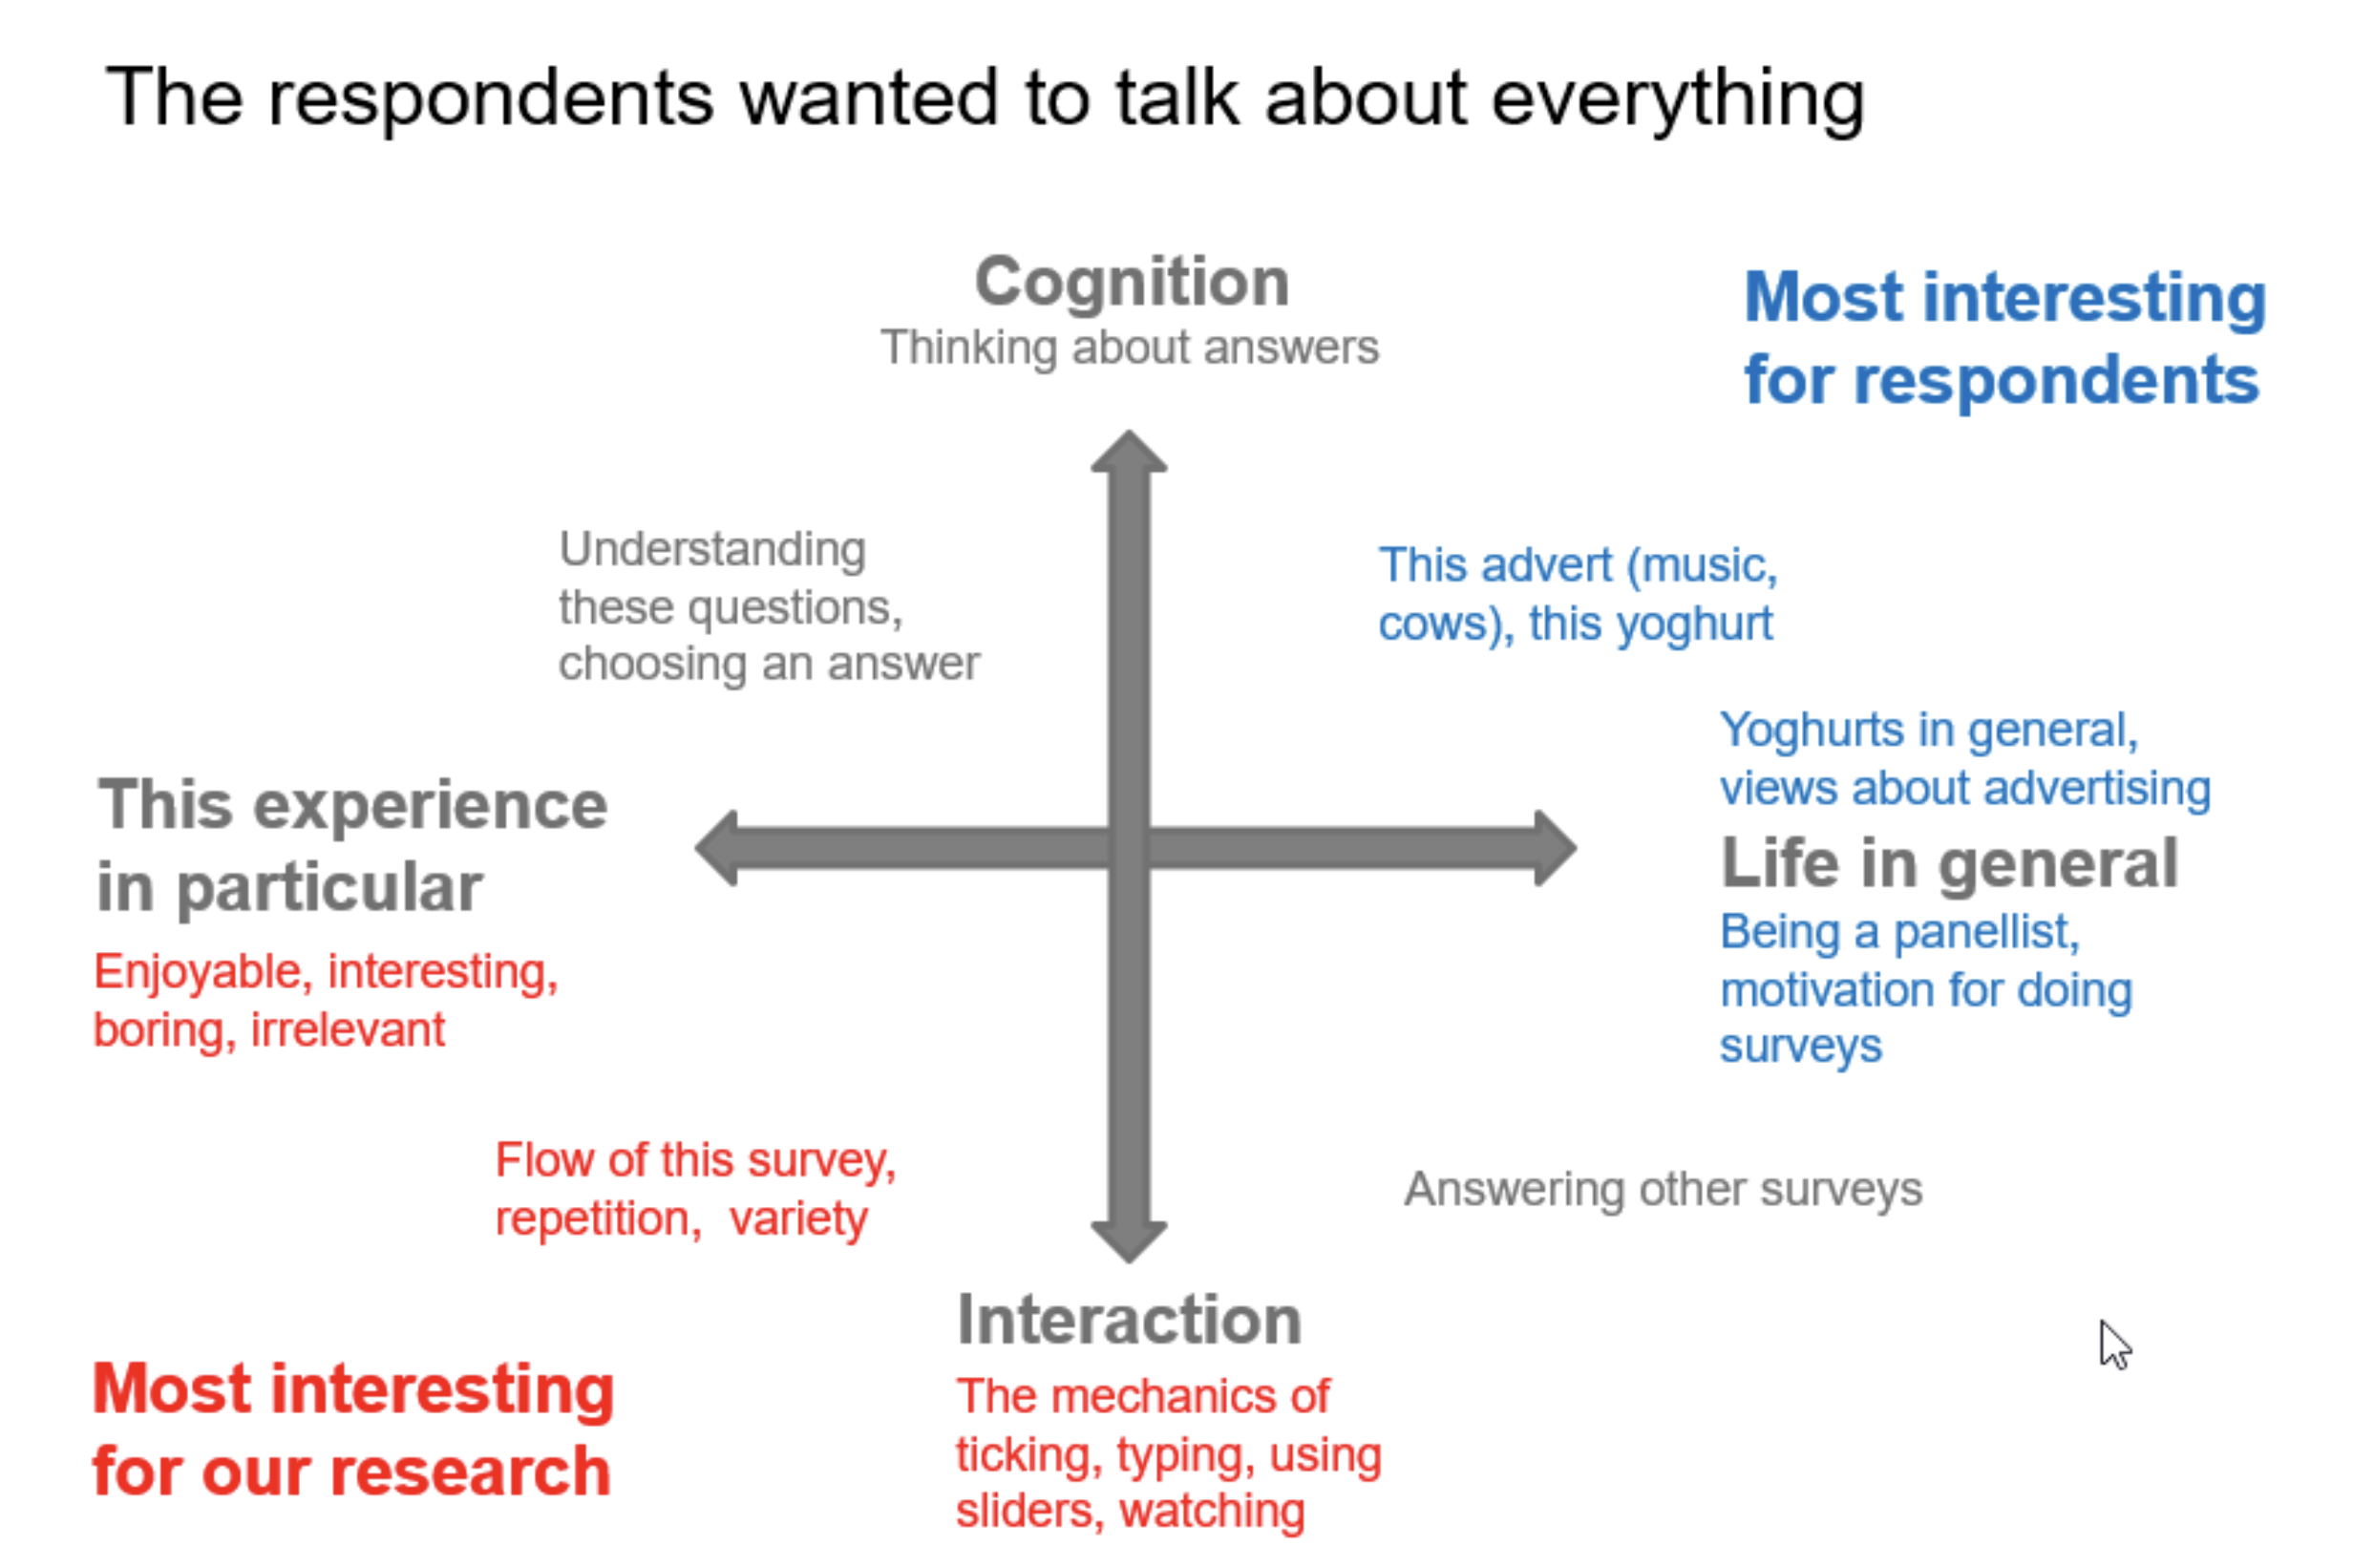 The respondents wanted to talk about everything
Cognition
Thinking about answers
Most interesting
for respondents
Understanding
these questions,
choosing an answer
This advert (music,
cows), this yoghurt
Yoghurts in general,
views about advertising
This experience
in particular
Life in general
Enjoyable, interesting,
boring, irrelevant
Being a panellist,
motivation for doing
surveys
Flow of this survey,
repetition,  variety
Answering other surveys
Interaction
The mechanics of
ticking, typing, using
sliders, watching
Most interesting
for our research